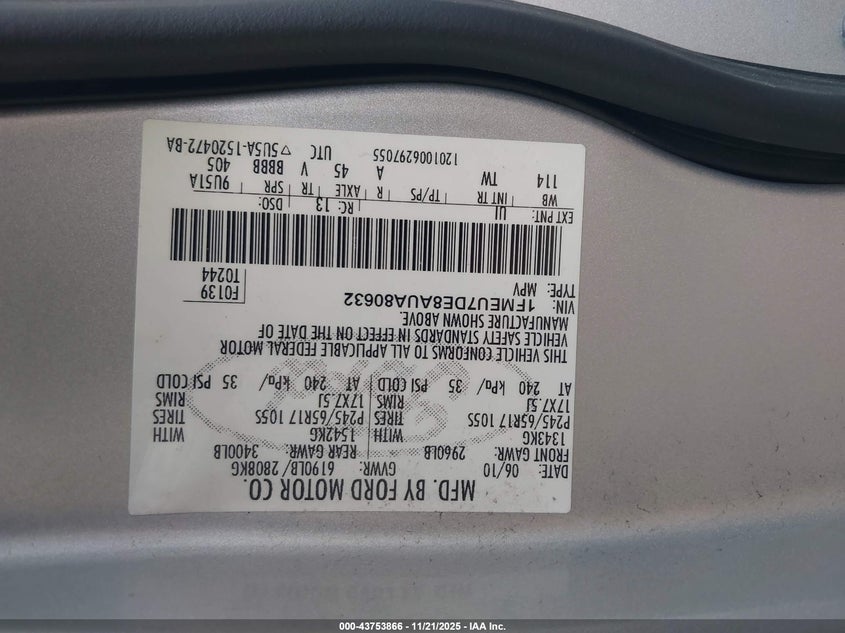 MFD. BY FORD MOTOR CO.
DATE: 06/10 GVWR: 6190LB/ 2808KG
FRONT GAWR: 2960LB REAR GAWR: 3400LB
1343KG WITH 1542KG WITH
P245/65R17 105S TIRES P245/65R17 105S TIRES
17X7.5J RIMS 17X7.5J RIMS
AT 240 kPa/ 35 PSI COLD AT 240 kPa/ 35 PSI COLD
THIS VEHICLE CONFORMS TO ALL APPLICABLE FEDERAL MOTOR
VEHICLE SAFETY STANDARDS IN EFFECT ON THE DATE OF
MANUFACTURE SHOWN ABOVE.
VIN: 1FMEU7DE8AUA80632 F0139
TYPE: MPV T0244
EXT PNT: UI RC: 13 DSO:
WB INT TR TP/PS R AXLE TR SPR 9U51A
114 TW A 45 V BBBB 405
1201006297055 UTC ▽5U5A-1520472-BA
000-43753866 - 11/21/2025 - IAA Inc.